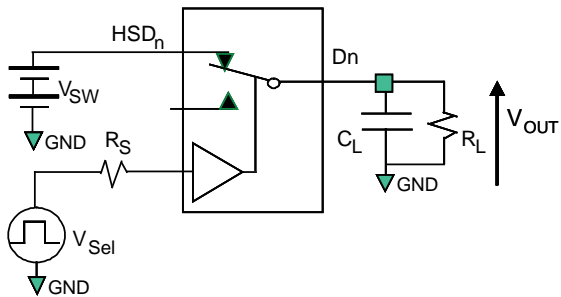 HSDn
Dn
VSW
GND
RS
CL
RL
VOUT
GND
VSel
GND